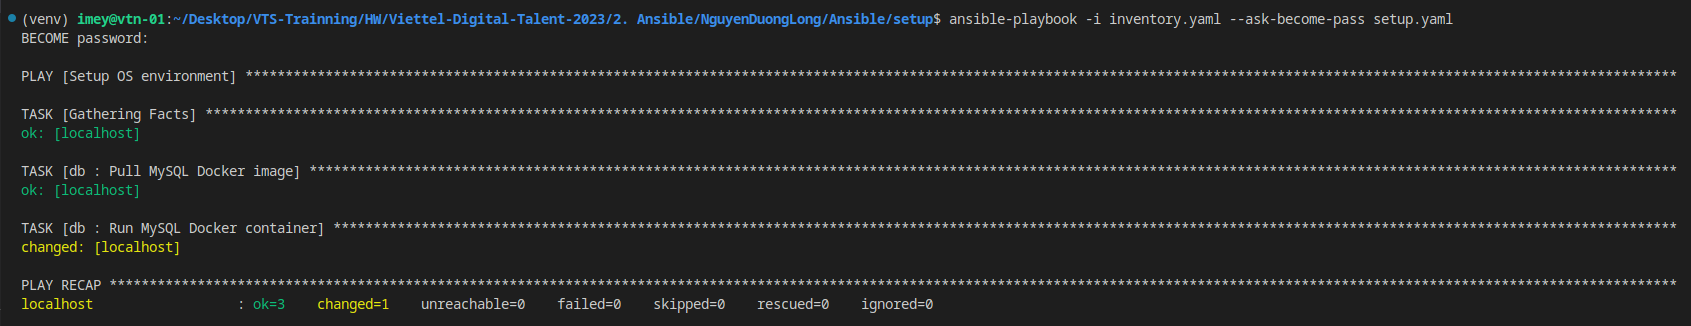 (venv) imey@vtn-01:~/Desktop/VTS-Trainning/HW/Viettel-Digital-Talent-2023/2. Ansible/NguyenDuongLong/Ansible/setup$ ansible-playbook -i inventory.yaml --ask-become-pass setup.yaml
BECOME password:
PLAY [Setup OS environment] ***********************************************************************************************************************************************************************************
TASK [Gathering Facts] ****************************************************************************************************************************************************************************************
ok: [localhost]
TASK [db : Pull MySQL Docker image] ***************************************************************************************************************************************************************************
ok: [localhost]
TASK [db : Run MySQL Docker container] ************************************************************************************************************************************************************************
changed: [localhost]
PLAY RECAP ****************************************************************************************************************************************************************************************************
localhost                  : ok=3    changed=1    unreachable=0    failed=0    skipped=0    rescued=0    ignored=0